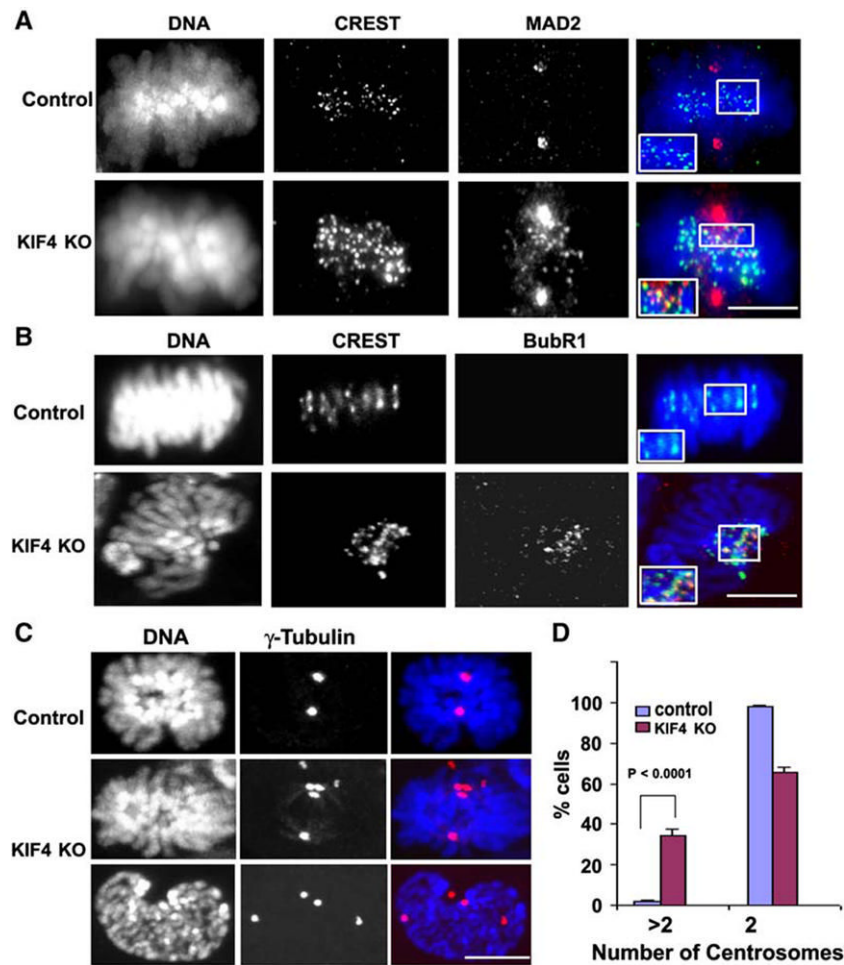 A
DNA CREST MAD2
Control
KIF4 KO
B
DNA CREST BubR1
Control
KIF4 KO
C
DNA γ-Tubulin
Control
KIF4 KO
D
100
80
60
40
20
0
% cells
control
KIF4 KO
P < 0.0001
>2 2
Number of Centrosomes